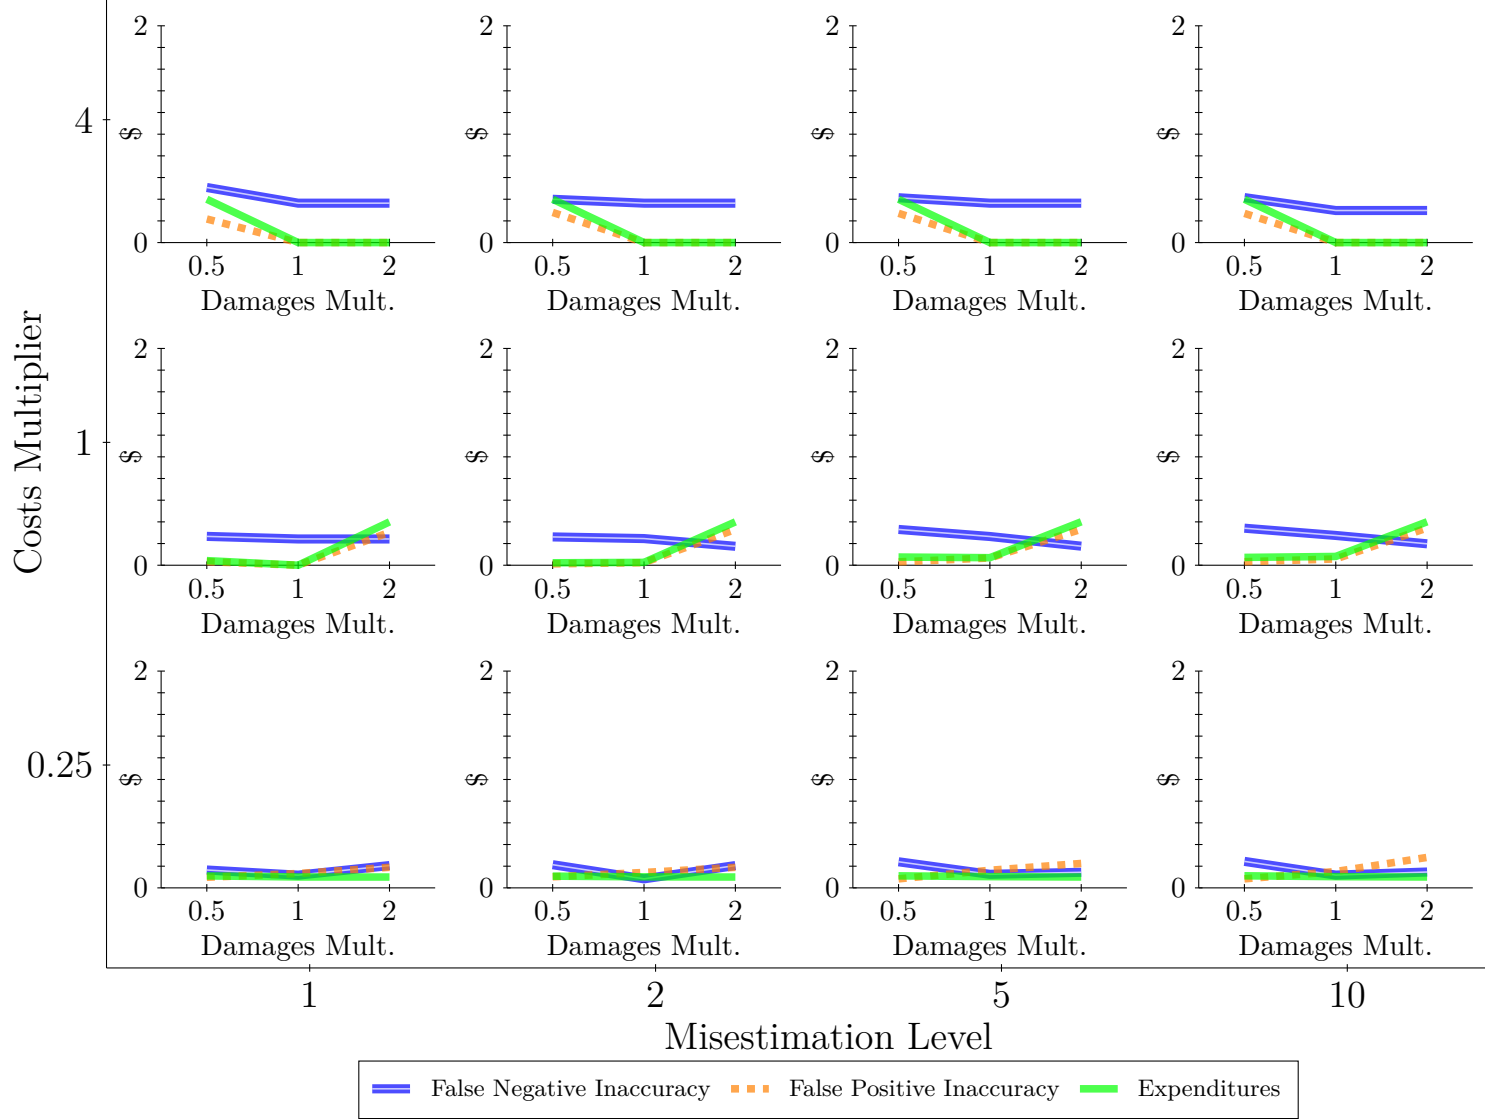 Costs Multiplier
4
2
$
0
0.5 1 2
Damages Mult.
2
$
0
0.5 1 2
Damages Mult.
2
$
0
0.5 1 2
Damages Mult.
2
$
0
0.5 1 2
Damages Mult.
1
2
$
0
0.5 1 2
Damages Mult.
2
$
0
0.5 1 2
Damages Mult.
2
$
0
0.5 1 2
Damages Mult.
2
$
0
0.5 1 2
Damages Mult.
0.25
2
$
0
0.5 1 2
Damages Mult.
2
$
0
0.5 1 2
Damages Mult.
2
$
0
0.5 1 2
Damages Mult.
2
$
0
0.5 1 2
Damages Mult.
1 2 5 10
Misestimation Level
False Negative Inaccuracy False Positive Inaccuracy Expenditures